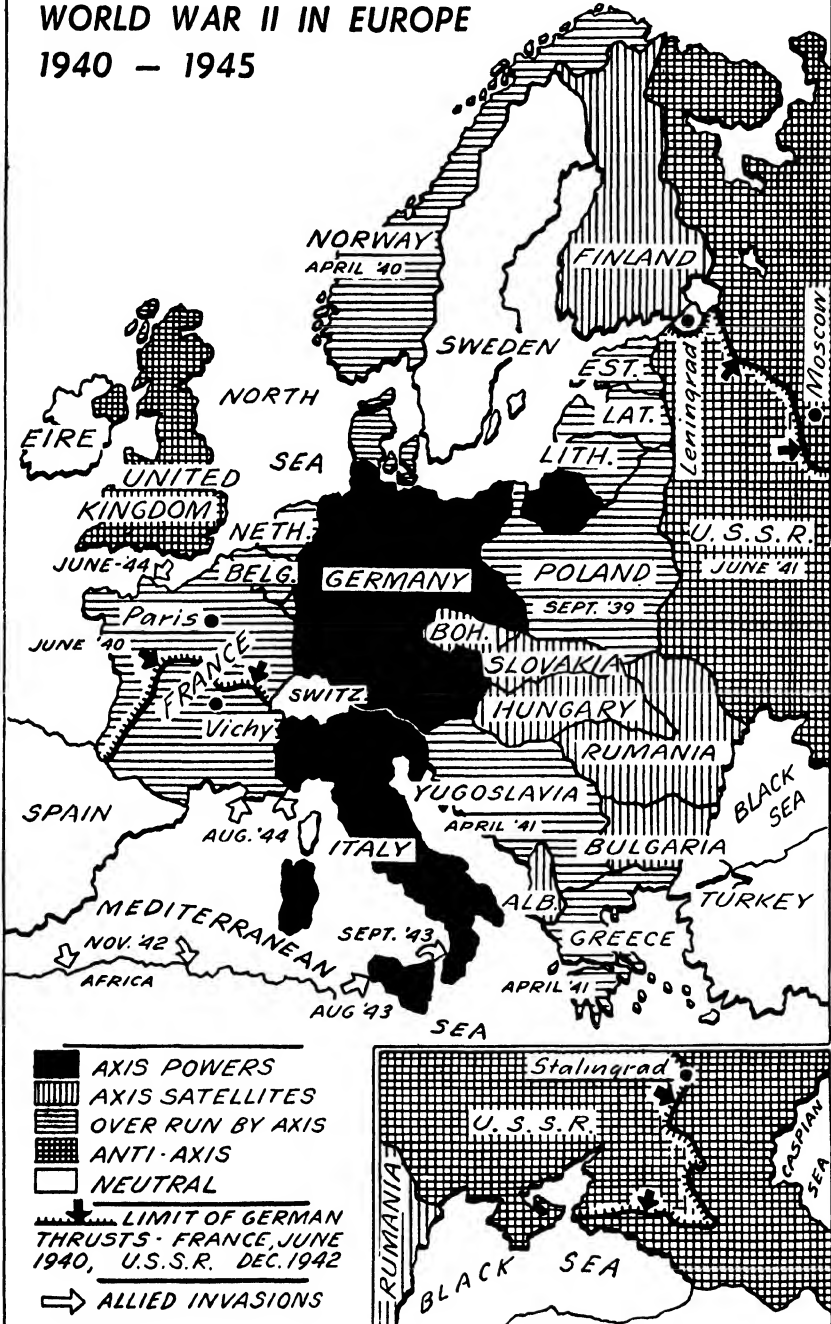 WORLD WAR II IN EUROPE
1940 – 1945
NORWAY
APRIL '40
FINLAND
SWEDEN
NORTH
SEA
EIRE
UNITED
KINGDOM
EST.
LAT.
LITH.
Leningrad
Moscow
U.S.S.R.
JUNE '41
NETH.
BELG.
GERMANY
POLAND
SEPT. '39
JUNE-'44
Paris
JUNE '40
FRANCE
Vichy
BOH.
SLOVAKIA
SWITZ.
HUNGARY
RUMANIA
SPAIN
AUG. '44
ITALY
YUGOSLAVIA
APRIL '41
BULGARIA
BLACK
SEA
ALB.
TURKEY
GREECE
APRIL '41
MEDITERRANEAN
SEA
SEPT. '43
NOV. '42
AFRICA
AUG '43
AXIS POWERS
AXIS SATELLITES
OVER RUN BY AXIS
ANTI-AXIS
NEUTRAL
LIMIT OF GERMAN
THRUSTS - FRANCE, JUNE
1940, U.S.S.R. DEC. 1942
ALLIED INVASIONS
Stalingrad
U.S.S.R.
CASPIAN
SEA
RUMANIA
BLACK SEA